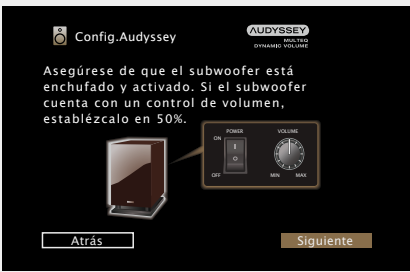 Config.Audyssey
AUDYSSEY
MULTEQ
DYNAMIC VOLUME
Asegúrese de que el subwoofer está
enchufado y activado. Si el subwoofer
cuenta con un control de volumen,
establézcalo en 50%.
POWER
VOLUME
ON
OFF
MIN
MAX
Atrás
Siguiente